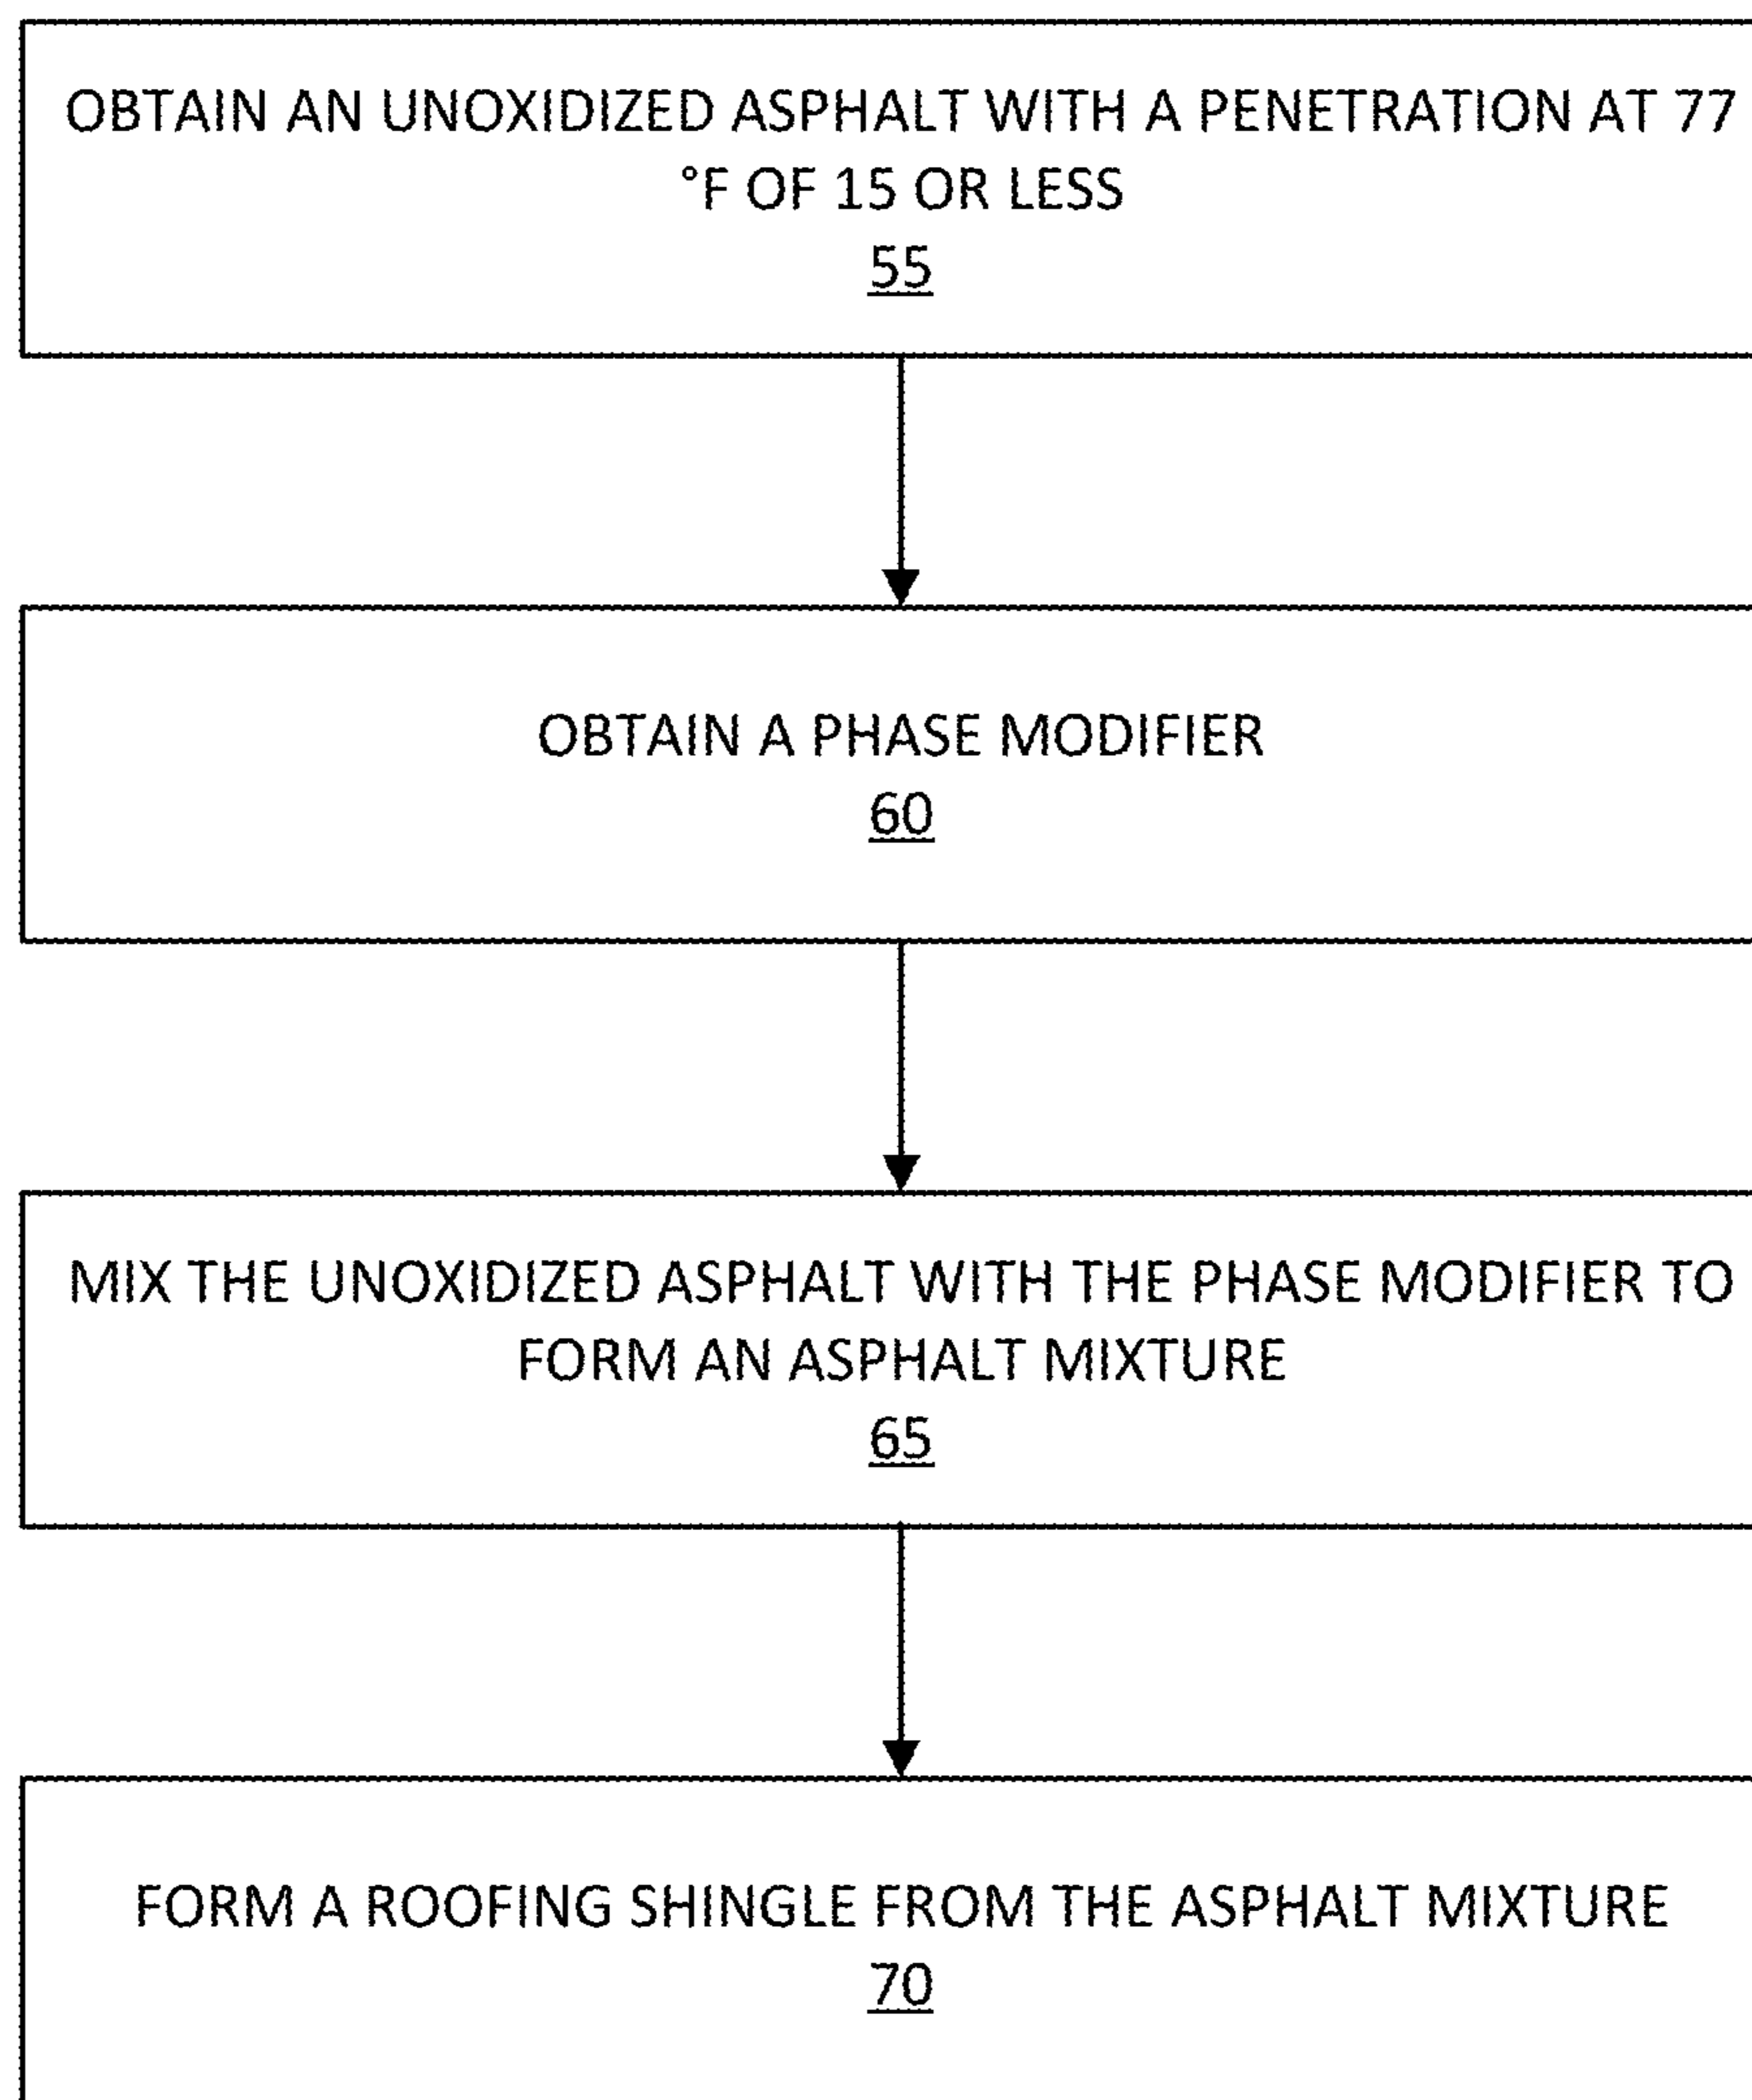 OBTAIN AN UNOXIDIZED ASPHALT WITH A PENETRATION AT 77
°F OF 15 OR LESS
55
OBTAIN A PHASE MODIFIER
60
MIX THE UNOXIDIZED ASPHALT WITH THE PHASE MODIFIER TO
FORM AN ASPHALT MIXTURE
65
FORM A ROOFING SHINGLE FROM THE ASPHALT MIXTURE
70